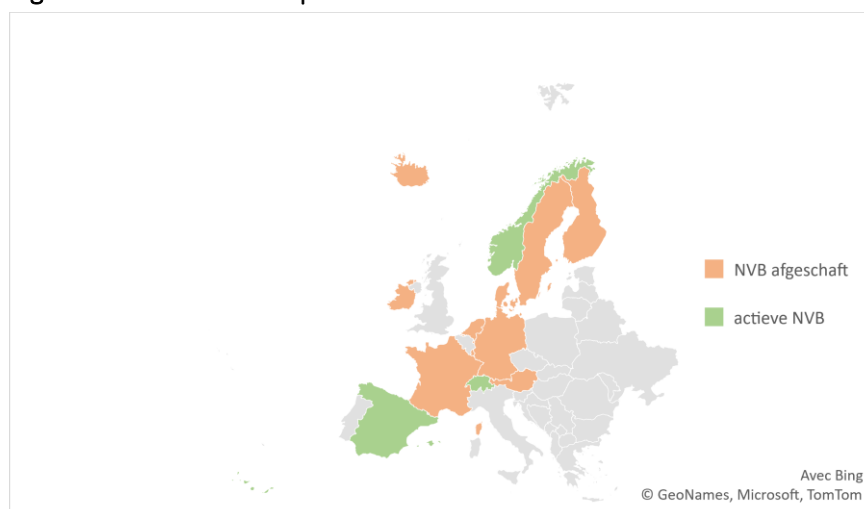 NVB afgeschaft
actieve NVB
Avec Bing
© GeoNames, Microsoft, TomTom